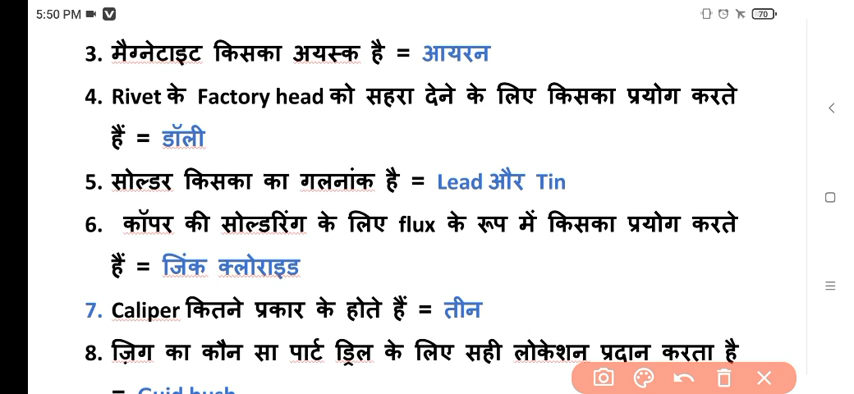 5:50 PM
70
3. मैग्नेटाइट किसका अयस्क है = आयरन
4. Rivet के Factory head को सहरा देने के लिए किसका प्रयोग करते
हैं = डॉली
5. सोल्डर किसका का गलनांक है = Lead और Tin
6. कॉपर की सोल्डरिंग के लिए flux के रूप में किसका प्रयोग करते
हैं = जिंक क्लोराइड
7. Caliper कितने प्रकार के होते हैं = तीन
8. ज़िग का कौन सा पार्ट ड्रिल के लिए सही लोकेशन प्रदान करता है
= Guid bush